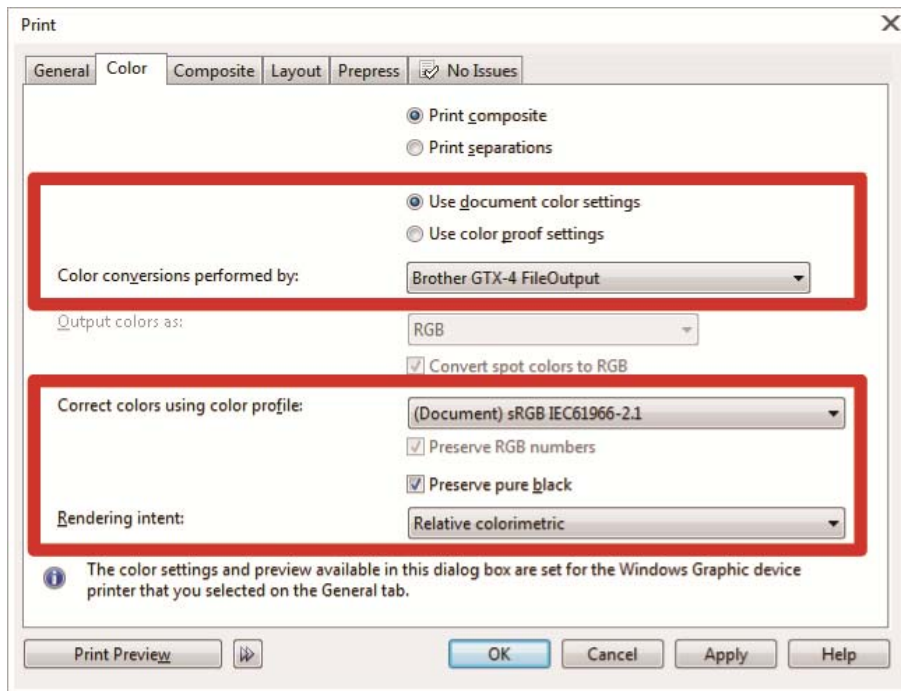 Print
General Color Composite Layout Prepress No Issues
Print composite
Print separations
Use document color settings
Use color proof settings
Color conversions performed by: Brother GTX-4 FileOutput
Output colors as: RGB
Convert spot colors to RGB
Correct colors using color profile: (Document) sRGB IEC61966-2.1
Preserve RGB numbers
Preserve pure black
Rendering intent: Relative colorimetric
The color settings and preview available in this dialog box are set for the Windows Graphic device
printer that you selected on the General tab.
Print Preview OK Cancel Apply Help